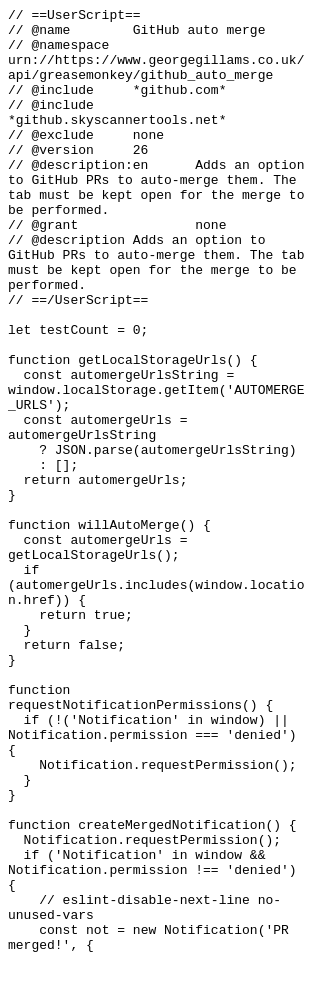 // ==UserScript==
// @name        GitHub auto merge
// @namespace
urn://https://www.georgegillams.co.uk/
api/greasemonkey/github_auto_merge
// @include     *github.com*
// @include
*github.skyscannertools.net*
// @exclude     none
// @version     26
// @description:en      Adds an option
to GitHub PRs to auto-merge them. The
tab must be kept open for the merge to
be performed.
// @grant               none
// @description Adds an option to
GitHub PRs to auto-merge them. The tab
must be kept open for the merge to be
performed.
// ==/UserScript==

let testCount = 0;

function getLocalStorageUrls() {
  const automergeUrlsString =
window.localStorage.getItem('AUTOMERGE
_URLS');
  const automergeUrls =
automergeUrlsString
    ? JSON.parse(automergeUrlsString)
    : [];
  return automergeUrls;
}

function willAutoMerge() {
  const automergeUrls =
getLocalStorageUrls();
  if
(automergeUrls.includes(window.locatio
n.href)) {
    return true;
  }
  return false;
}

function
requestNotificationPermissions() {
  if (!('Notification' in window) ||
Notification.permission === 'denied')
{
    Notification.requestPermission();
  }
}

function createMergedNotification() {
  Notification.requestPermission();
  if ('Notification' in window &&
Notification.permission !== 'denied')
{
    // eslint-disable-next-line no-
unused-vars
    const not = new Notification('PR
merged!', {